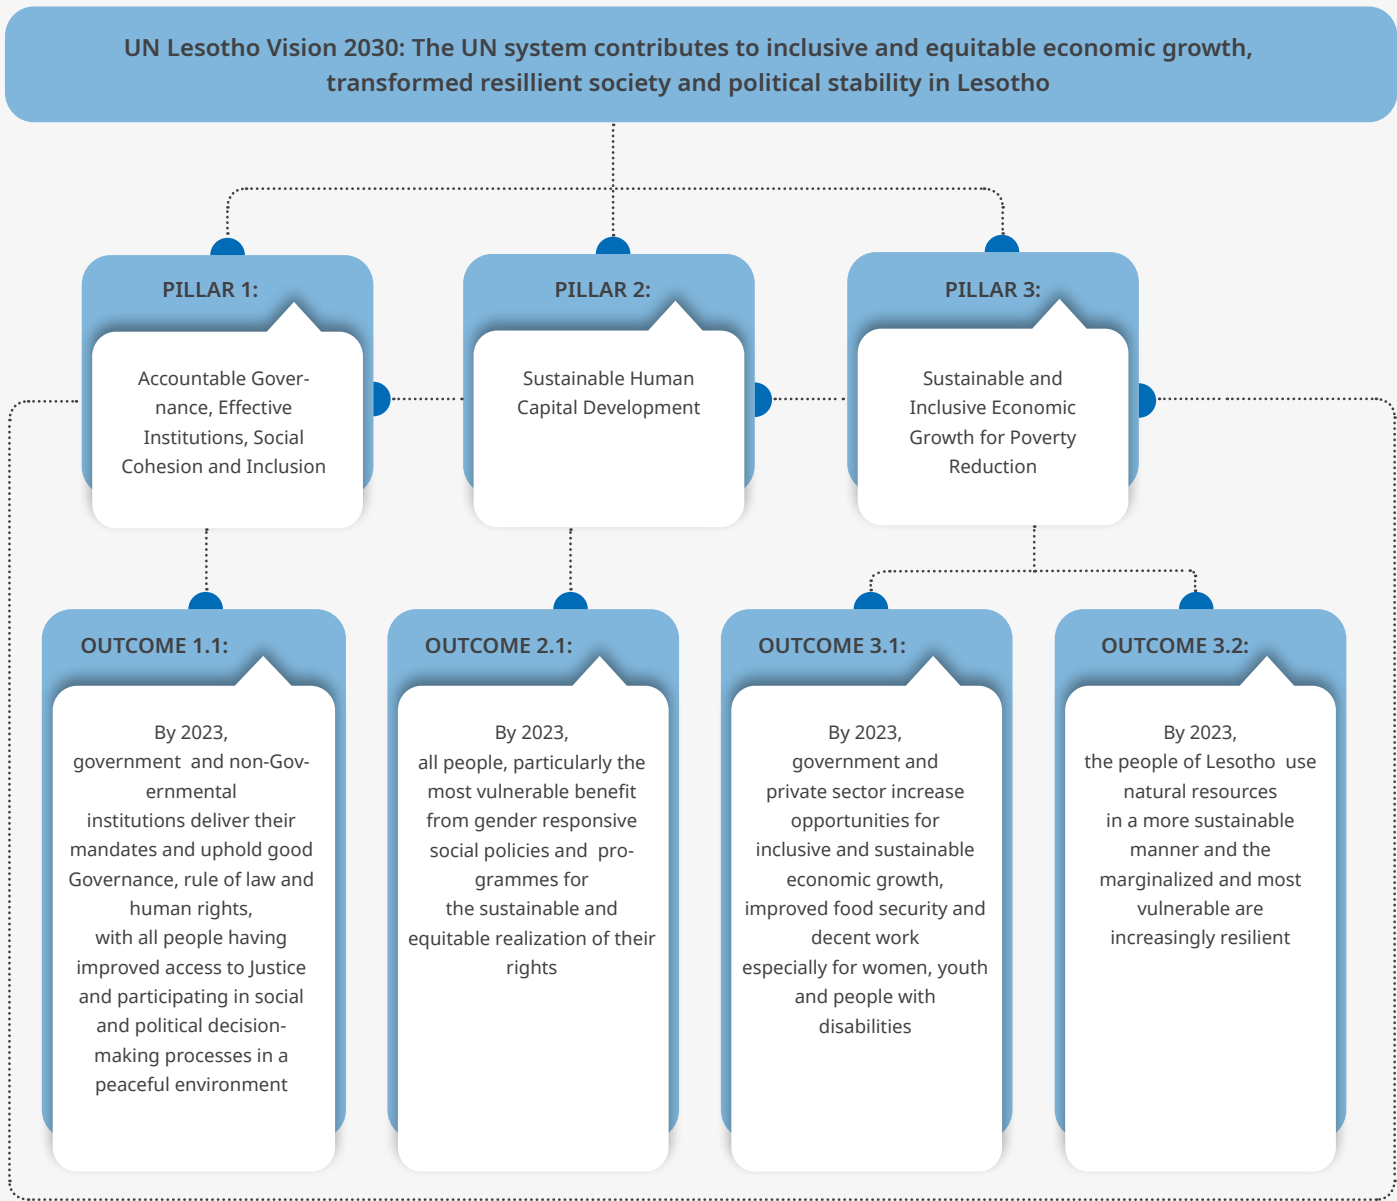 UN Lesotho Vision 2030: The UN system contributes to inclusive and equitable economic growth,
transformed resillient society and political stability in Lesotho
PILLAR 1:
Accountable Gover-
nance, Effective
Institutions, Social
Cohesion and Inclusion
PILLAR 2:
Sustainable Human
Capital Development
PILLAR 3:
Sustainable and
Inclusive Economic
Growth for Poverty
Reduction
OUTCOME 1.1:
By 2023,
government and non-Gov-
ernmental
institutions deliver their
mandates and uphold good
Governance, rule of law and
human rights,
with all people having
improved access to Justice
and participating in social
and political decision-
making processes in a
peaceful environment
OUTCOME 2.1:
By 2023,
all people, particularly the
most vulnerable benefit
from gender responsive
social policies and pro-
grammes for
the sustainable and
equitable realization of their
rights
OUTCOME 3.1:
By 2023,
government and
private sector increase
opportunities for
inclusive and sustainable
economic growth,
improved food security and
decent work
especially for women, youth
and people with
disabilities
OUTCOME 3.2:
By 2023,
the people of Lesotho use
natural resources
in a more sustainable
manner and the
marginalized and most
vulnerable are
increasingly resilient